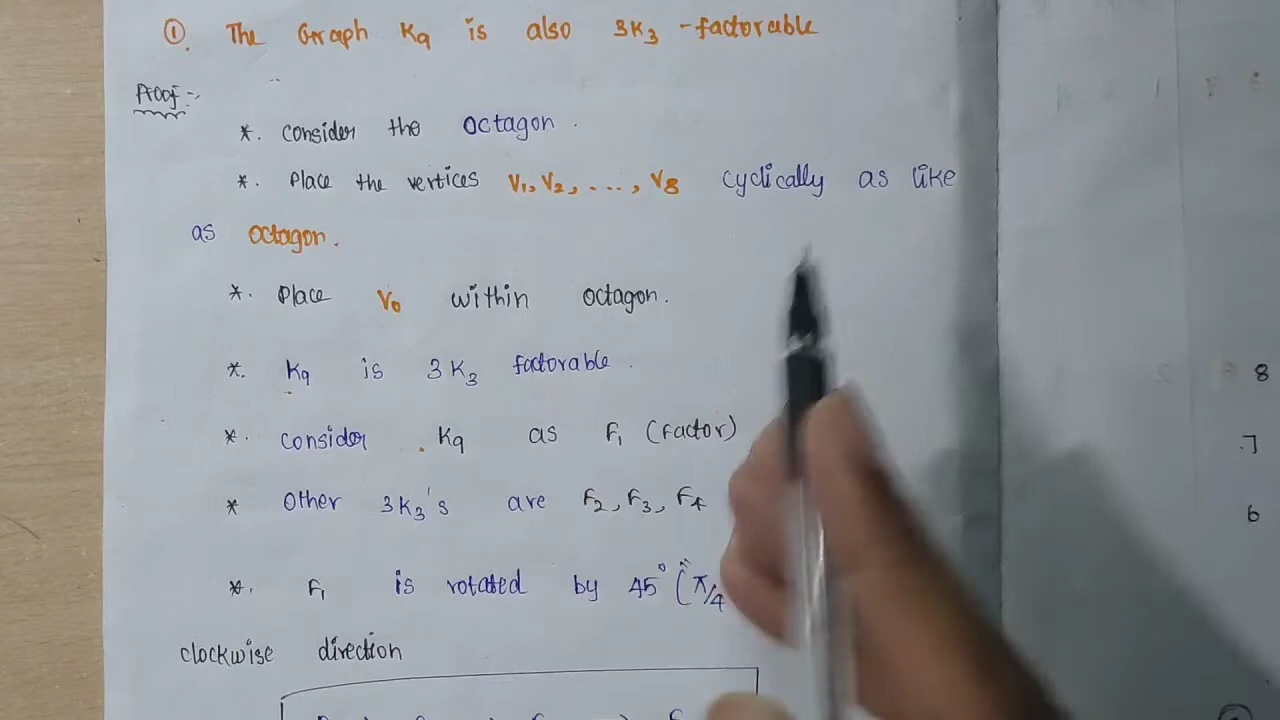 ①. The Graph K9 is also 3K3 - factorable
Proof :-
*. Consider the octagon.
*. Place the vertices V1, V2, ..., V8 cyclically as like
as octagon.
*. Place V0 within octagon.
*. K9 is 3K3 factorable.
*. consider K9 as F1 (Factor)
* Other 3K3's are F2, F3, F4
*. F1 is rotated by 45° (π/4
clockwise direction
8
7
6